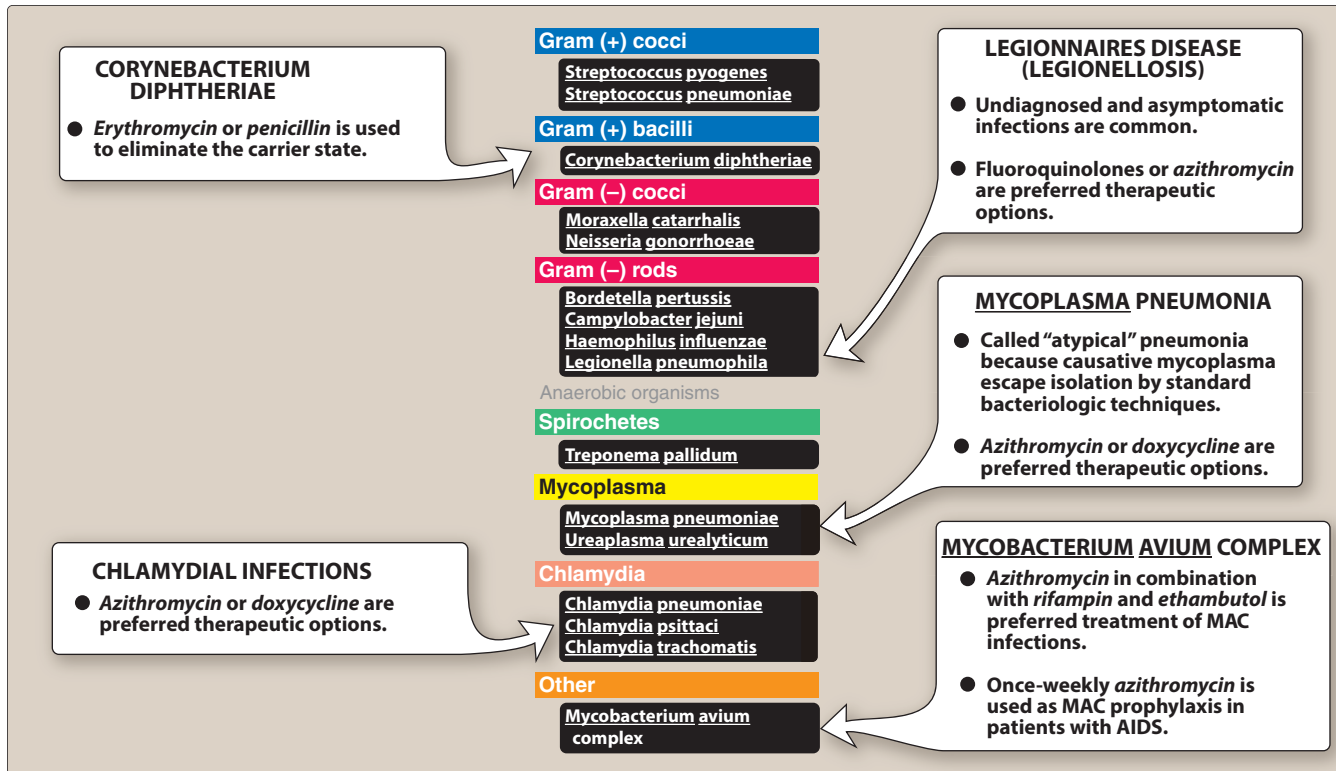 CORYNEBACTERIUM
DIPHTHERIAE
● Erythromycin or penicillin is used
to eliminate the carrier state.
CHLAMYDIAL INFECTIONS
● Azithromycin or doxycycline are
preferred therapeutic options.
Gram (+) cocci
Streptococcus pyogenes
Streptococcus pneumoniae
Gram (+) bacilli
Corynebacterium diphtheriae
Gram (–) cocci
Moraxella catarrhalis
Neisseria gonorrhoeae
Gram (–) rods
Bordetella pertussis
Campylobacter jejuni
Haemophilus influenzae
Legionella pneumophila
Anaerobic organisms
Spirochetes
Treponema pallidum
Mycoplasma
Mycoplasma pneumoniae
Ureaplasma urealyticum
Chlamydia
Chlamydia pneumoniae
Chlamydia psittaci
Chlamydia trachomatis
Other
Mycobacterium avium
complex
LEGIONNAIRES DISEASE
(LEGIONELLOSIS)
● Undiagnosed and asymptomatic
infections are common.
● Fluoroquinolones or azithromycin
are preferred therapeutic
options.
MYCOPLASMA PNEUMONIA
● Called “atypical” pneumonia
because causative mycoplasma
escape isolation by standard
bacteriologic techniques.
● Azithromycin or doxycycline are
preferred therapeutic options.
MYCOBACTERIUM AVIUM COMPLEX
● Azithromycin in combination
with rifampin and ethambutol is
preferred treatment of MAC
infections.
● Once-weekly azithromycin is
used as MAC prophylaxis in
patients with AIDS.